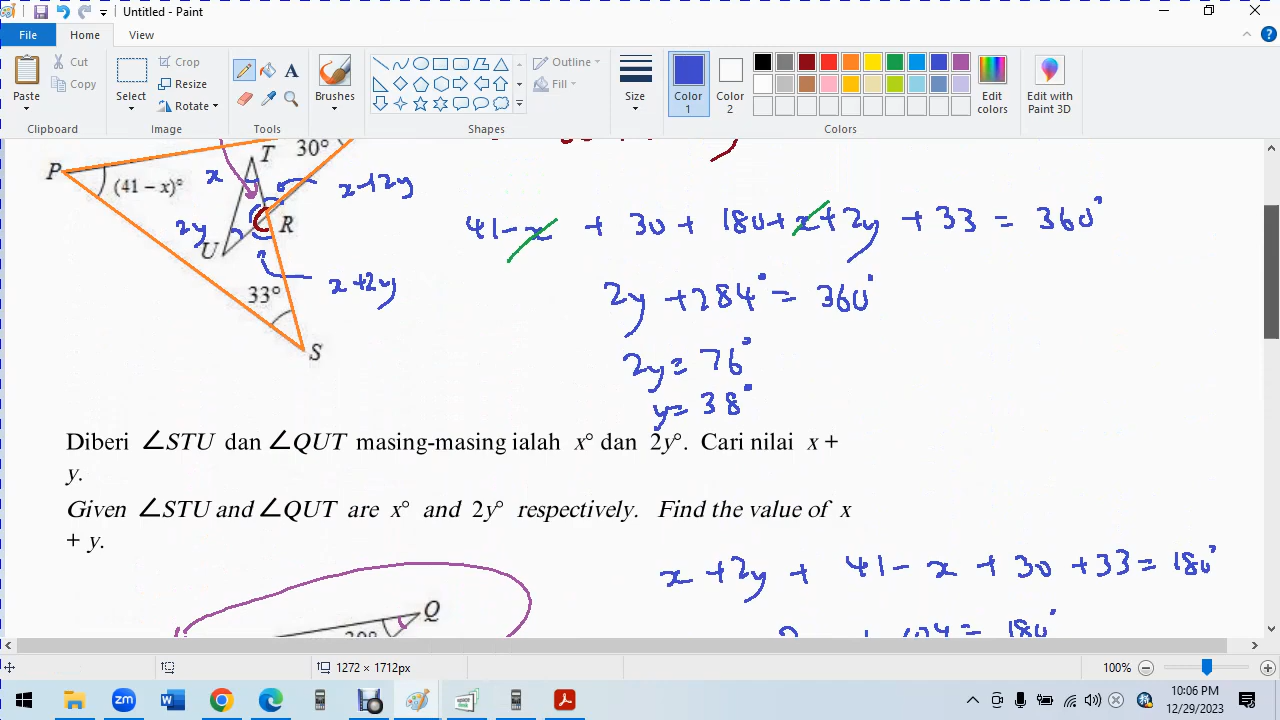 Untitled - Paint
File Home View
Paste Cut Copy Clipboard
Select Crop Resize Rotate Image
Tools
Brushes
Outline Fill Shapes
Size
Color 1 Color 2 Edit colors Colors
Edit with Paint 3D
P (41 – x)° T 30°
x x+2y
2y U R
x+2y
33°
S
41 - x + 30 + 180 + x + 2y + 33 = 360°
2y + 284° = 360°
2y = 76°
y = 38°
Diberi ∠STU dan ∠QUT masing-masing ialah x° dan 2y°. Cari nilai x +
y.
Given ∠STU and ∠QUT are x° and 2y° respectively. Find the value of x
+ y.
x + 2y + 41 - x + 30 + 33 = 180°
Q
= 180°
1272 × 1712px
100%
10:06 PM
12/29/2023